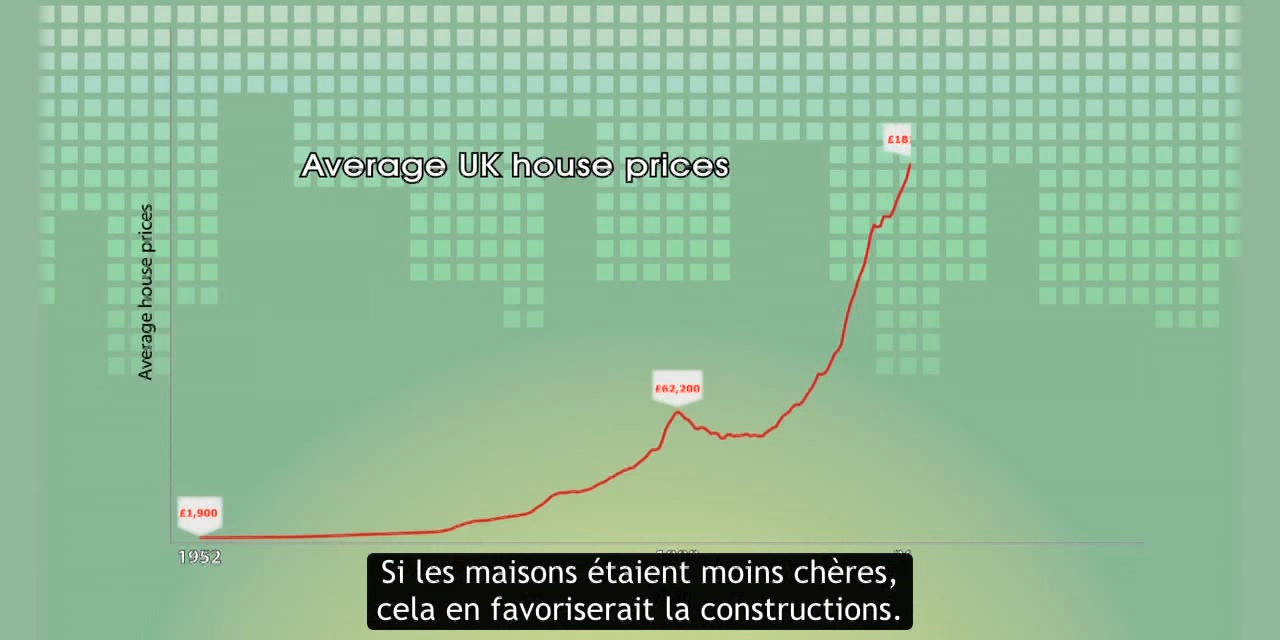 £18
Average UK house prices
Average house prices
£62,200
£1,900
1952
Si les maisons étaient moins chères,
cela en favoriserait la constructions.